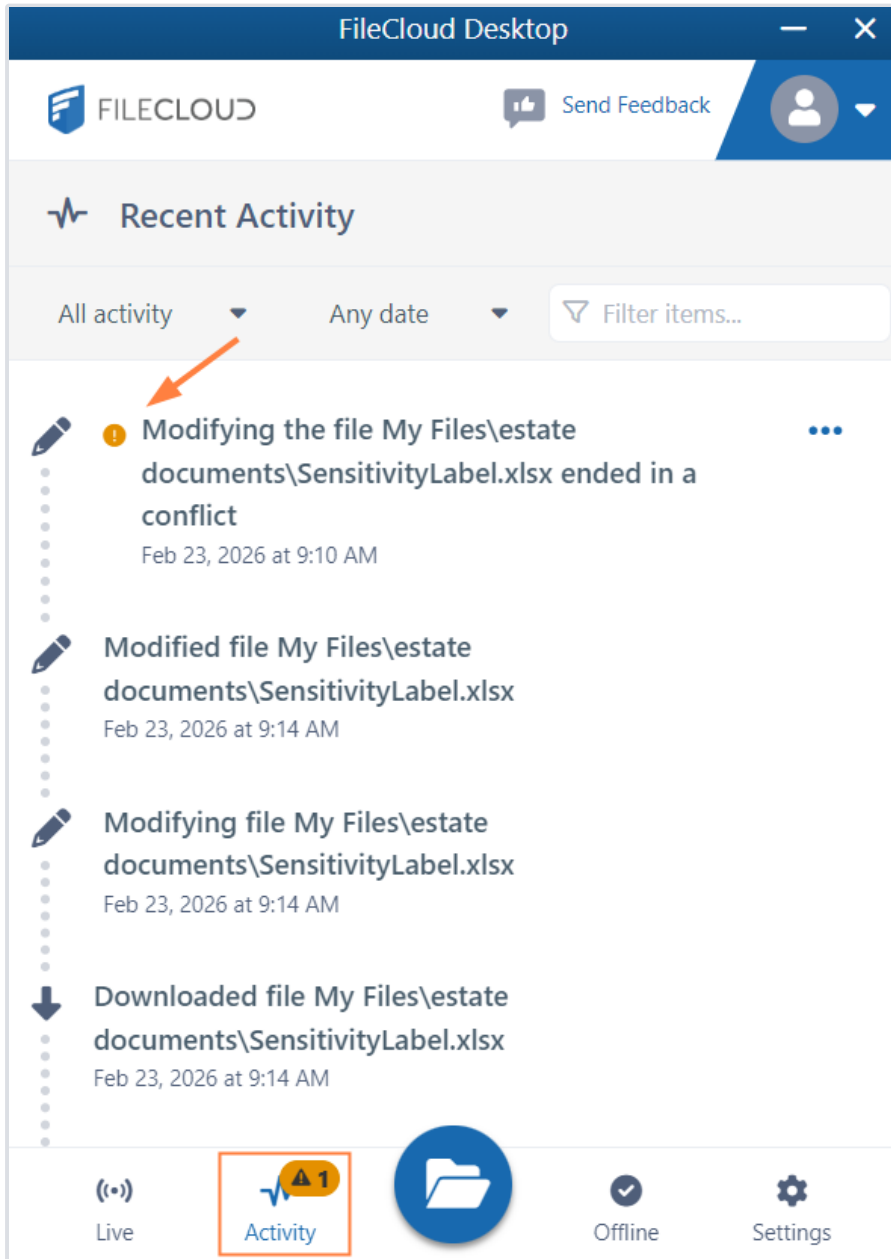 FileCloud Desktop
FILECLOUD
Send Feedback
Recent Activity
All activity
Any date
Filter items...
Modifying the file My Files\estate
documents\SensitivityLabel.xlsx ended in a
conflict
Feb 23, 2026 at 9:10 AM
Modified file My Files\estate
documents\SensitivityLabel.xlsx
Feb 23, 2026 at 9:14 AM
Modifying file My Files\estate
documents\SensitivityLabel.xlsx
Feb 23, 2026 at 9:14 AM
Downloaded file My Files\estate
documents\SensitivityLabel.xlsx
Feb 23, 2026 at 9:14 AM
1
Live
Activity
Offline
Settings